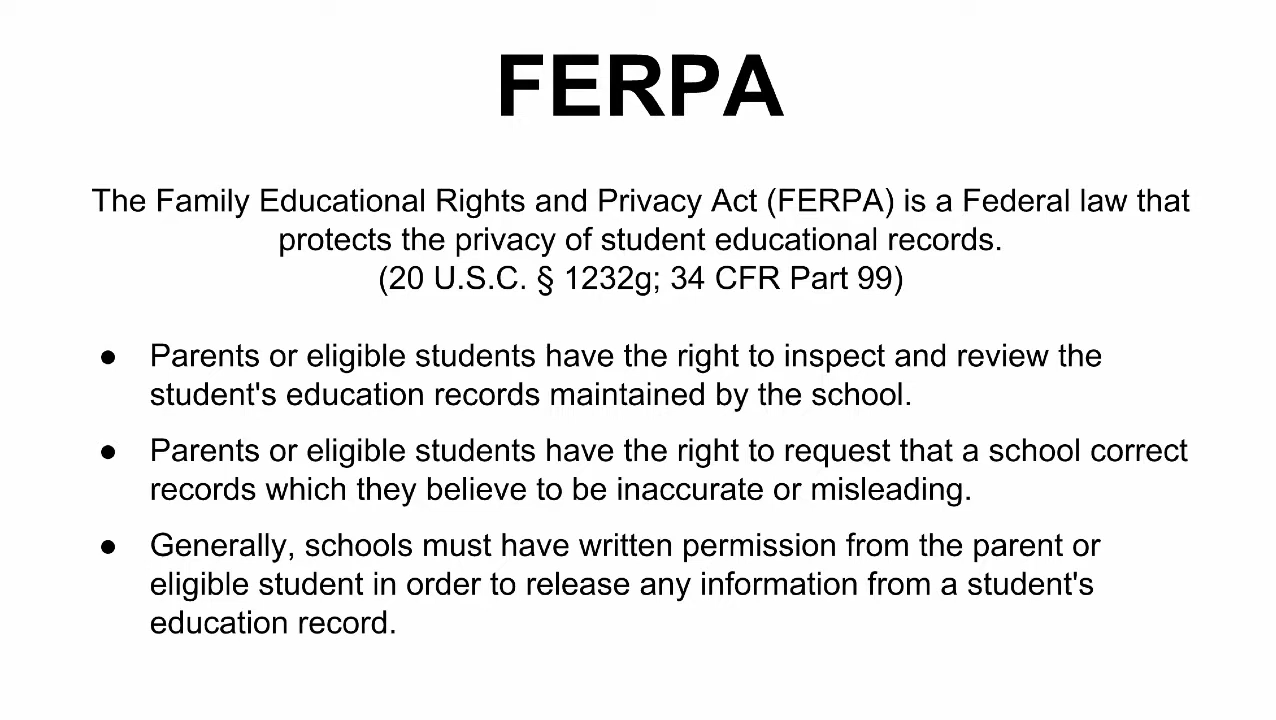 FERPA
The Family Educational Rights and Privacy Act (FERPA) is a Federal law that
protects the privacy of student educational records.
(20 U.S.C. § 1232g; 34 CFR Part 99)
● Parents or eligible students have the right to inspect and review the
student's education records maintained by the school.
● Parents or eligible students have the right to request that a school correct
records which they believe to be inaccurate or misleading.
● Generally, schools must have written permission from the parent or
eligible student in order to release any information from a student's
education record.